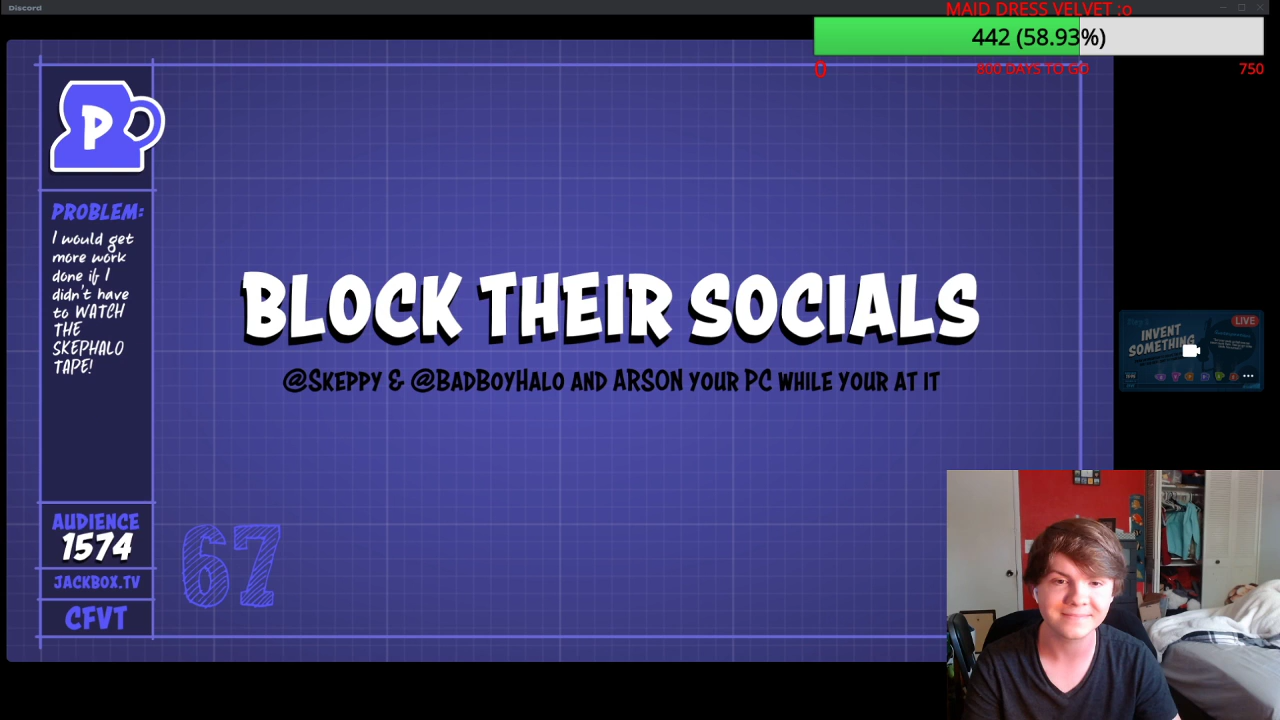 Discord
MAID DRESS VELVET :o
442 (58.93%)
0
800 DAYS TO GO
750
P
PROBLEM:
I would get
more work
done if I
didn't have
to WATCH
THE
SKEPHALO
TAPE!
BLOCK THEIR SOCIALS
@SKEPPY & @BADBOYHALO AND ARSON YOUR PC WHILE YOUR AT IT
LIVE
INVENT
SOMETHING
AUDIENCE
1574
JACKBOX.TV
CFVT
67